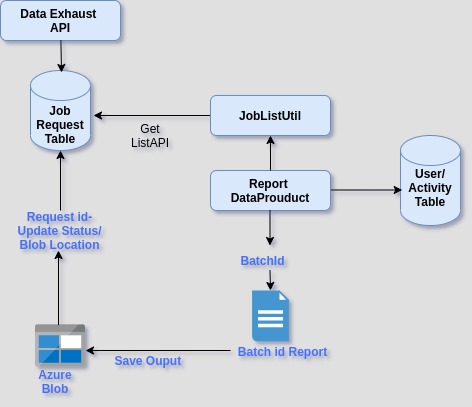 Data Exhaust
API
Job
Request
Table
Get
ListAPI
JobListUtil
Report
DataProuduct
User/
Activity
Table
Request id-
Update Status/
Blob Location
BatchId
Batch id Report
Save Ouput
Azure
Blob